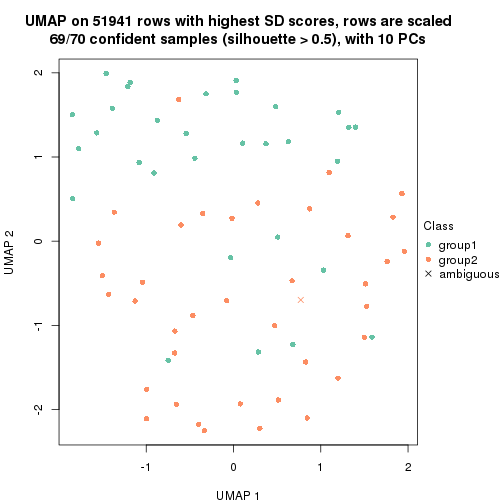 UMAP on 51941 rows with highest SD scores, rows are scaled
69/70 confident samples (silhouette > 0.5), with 10 PCs
2
1
0
-1
-2
UMAP 2
-1
0
1
2
UMAP 1
Class
group1
group2
ambiguous